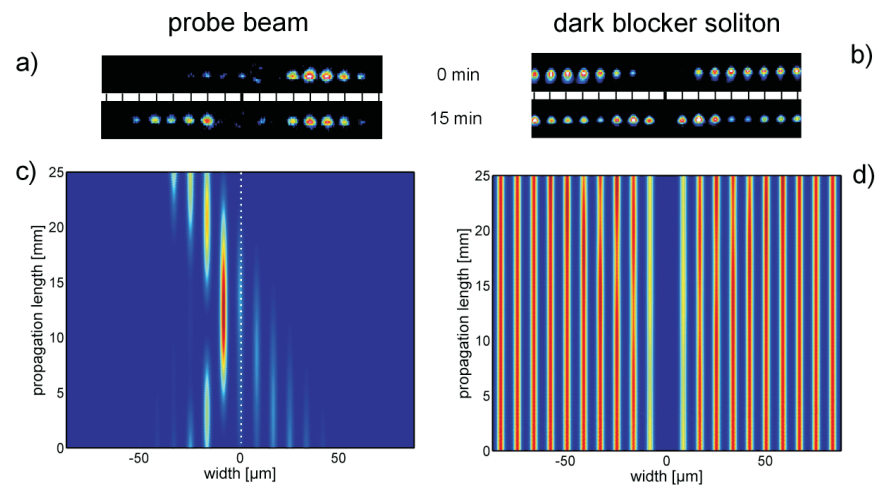 probe beam
dark blocker soliton
a)
0 min
b)
15 min
c)
25
20
15
10
5
0
propagation length [mm]
-50
0
50
width [µm]
d)
25
20
15
10
5
0
propagation length [mm]
-50
0
50
width [µm]